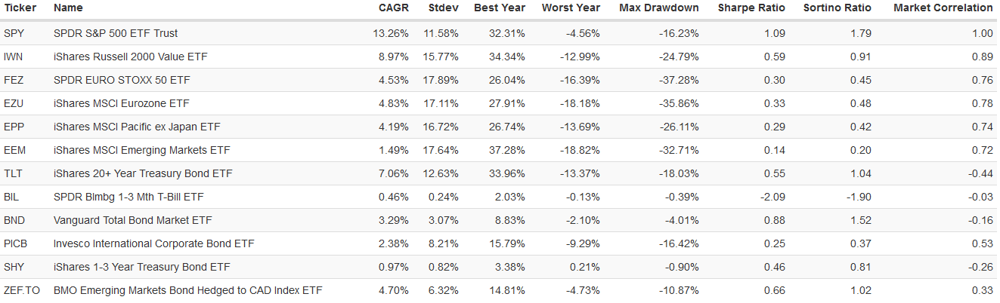 Ticker Name CAGR Stdev Best Year Worst Year Max Drawdown Sharpe Ratio Sortino Ratio Market Correlation
SPY SPDR S&P 500 ETF Trust 13.26% 11.58% 32.31% -4.56% -16.23% 1.09 1.79 1.00
IWN iShares Russell 2000 Value ETF 8.97% 15.77% 34.34% -12.99% -24.79% 0.59 0.91 0.89
FEZ SPDR EURO STOXX 50 ETF 4.53% 17.89% 26.04% -16.39% -37.28% 0.30 0.45 0.76
EZU iShares MSCI Eurozone ETF 4.83% 17.11% 27.91% -18.18% -35.86% 0.33 0.48 0.78
EPP iShares MSCI Pacific ex Japan ETF 4.19% 16.72% 26.74% -13.69% -26.11% 0.29 0.42 0.74
EEM iShares MSCI Emerging Markets ETF 1.49% 17.64% 37.28% -18.82% -32.71% 0.14 0.20 0.72
TLT iShares 20+ Year Treasury Bond ETF 7.06% 12.63% 33.96% -13.37% -18.03% 0.55 1.04 -0.44
BIL SPDR Blmbg 1-3 Mth T-Bill ETF 0.46% 0.24% 2.03% -0.13% -0.39% -2.09 -1.90 -0.03
BND Vanguard Total Bond Market ETF 3.29% 3.07% 8.83% -2.10% -4.01% 0.88 1.52 -0.16
PICB Invesco International Corporate Bond ETF 2.38% 8.21% 15.79% -9.29% -16.42% 0.25 0.37 0.53
SHY iShares 1-3 Year Treasury Bond ETF 0.97% 0.82% 3.38% 0.21% -0.90% 0.46 0.81 -0.26
ZEF.TO BMO Emerging Markets Bond Hedged to CAD Index ETF 4.70% 6.32% 14.81% -4.73% -10.87% 0.66 1.02 0.33